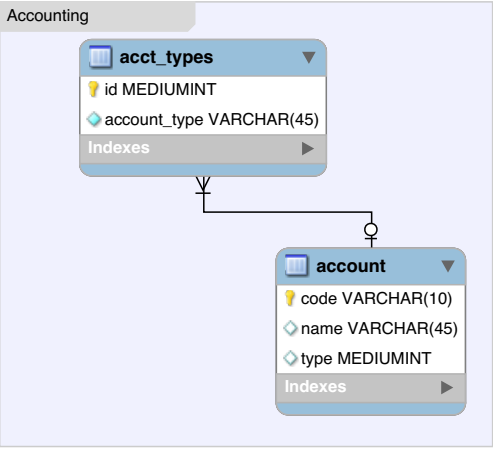 Accounting
acct_types
id MEDIUMINT
account_type VARCHAR(45)
Indexes
account
code VARCHAR(10)
name VARCHAR(45)
type MEDIUMINT
Indexes